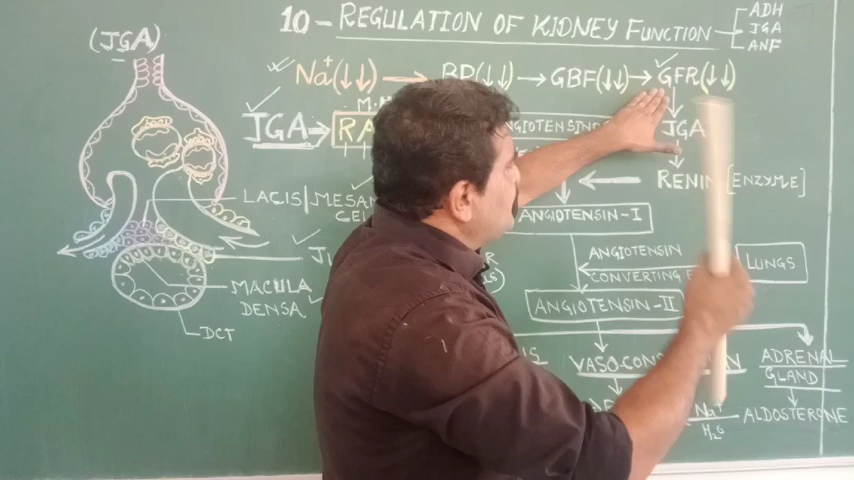 10 - REGULATION OF KIDNEY FUNCTION
ADH
JGA
ANF
(JGA)
Na+(↓↓) → BP(↓↓) → GBF(↓↓) → GFR(↓↓)
JGA → RA
JGA
RENIN [ENZYME]
ANGIOTENSIN-I
ANGIOTENSIN
CONVERTING
LUNGS
ANGIOTENSIN-II
LACIS/MESAN
CEL
MACULA
DENSA
DCT
ADRENAL
GLAND
Na+
H2O
ALDOSTERONE